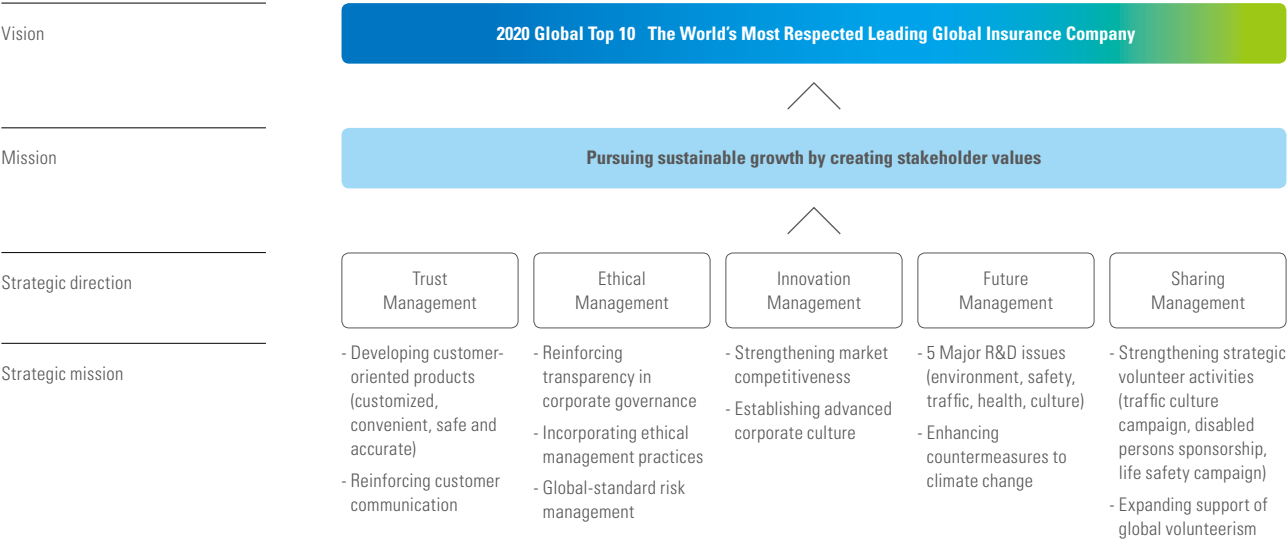 Vision
2020 Global Top 10   The World's Most Respected Leading Global Insurance Company
Mission
Pursuing sustainable growth by creating stakeholder values
Strategic direction
Trust
Management
Ethical
Management
Innovation
Management
Future
Management
Sharing
Management
Strategic mission
- Developing customer-
oriented products
(customized,
convenient, safe and
accurate)
- Reinforcing customer
communication
- Reinforcing
transparency in
corporate governance
- Incorporating ethical
management practices
- Global-standard risk
management
- Strengthening market
competitiveness
- Establishing advanced
corporate culture
- 5 Major R&D issues
(environment, safety,
traffic, health, culture)
- Enhancing
countermeasures to
climate change
- Strengthening strategic
volunteer activities
(traffic culture
campaign, disabled
persons sponsorship,
life safety campaign)
- Expanding support of
global volunteerism